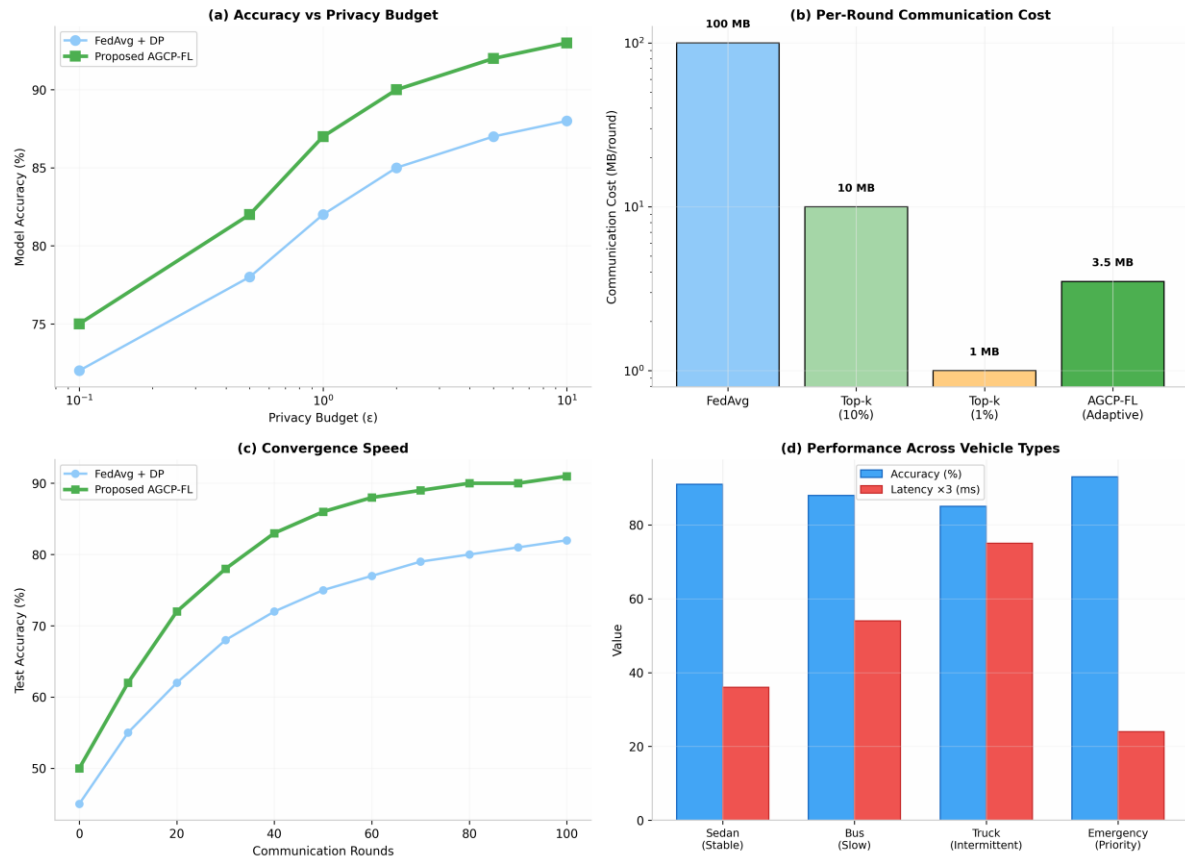 (a) Accuracy vs Privacy Budget
FedAvg + DP
Proposed AGCP-FL
Model Accuracy (%)
90
85
80
75
10⁻¹
10⁰
10¹
Privacy Budget (ε)
(b) Per-Round Communication Cost
100 MB
10 MB
1 MB
3.5 MB
Communication Cost (MB/round)
10²
10¹
10⁰
FedAvg
Top-k
(10%)
Top-k
(1%)
AGCP-FL
(Adaptive)
(c) Convergence Speed
FedAvg + DP
Proposed AGCP-FL
Test Accuracy (%)
90
80
70
60
50
0
20
40
60
80
100
Communication Rounds
(d) Performance Across Vehicle Types
Accuracy (%)
Latency ×3 (ms)
Value
80
60
40
20
0
Sedan
(Stable)
Bus
(Slow)
Truck
(Intermittent)
Emergency
(Priority)